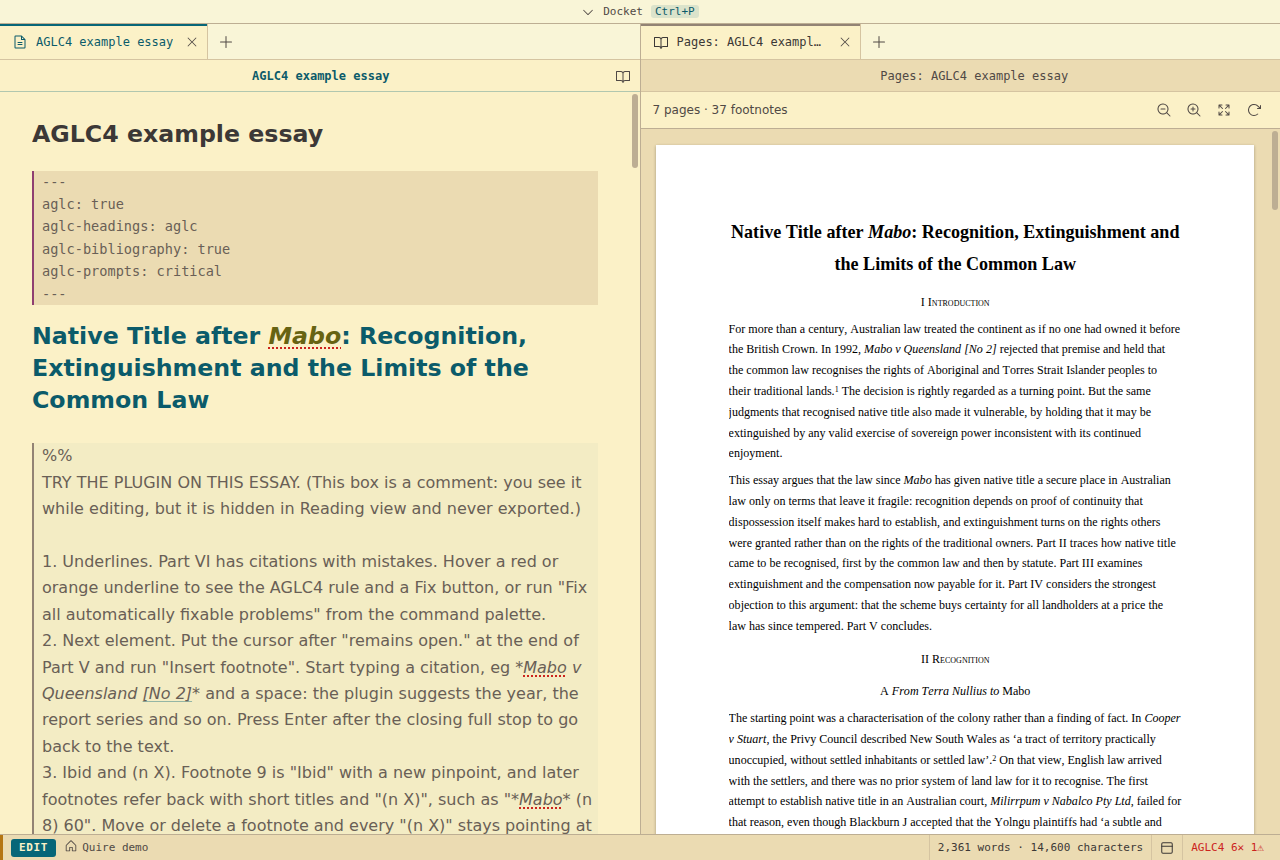 Docket Ctrl+P
AGLC4 example essay
Pages: AGLC4 exampl…
AGLC4 example essay
Pages: AGLC4 example essay
7 pages · 37 footnotes
AGLC4 example essay
---
aglc: true
aglc-headings: aglc
aglc-bibliography: true
aglc-prompts: critical
---
Native Title after Mabo: Recognition,
Extinguishment and the Limits of the
Common Law
%%
TRY THE PLUGIN ON THIS ESSAY. (This box is a comment: you see it
while editing, but it is hidden in Reading view and never exported.)
1. Underlines. Part VI has citations with mistakes. Hover a red or
orange underline to see the AGLC4 rule and a Fix button, or run "Fix
all automatically fixable problems" from the command palette.
2. Next element. Put the cursor after "remains open." at the end of
Part V and run "Insert footnote". Start typing a citation, eg *Mabo v
Queensland [No 2]* and a space: the plugin suggests the year, the
report series and so on. Press Enter after the closing full stop to go
back to the text.
3. Ibid and (n X). Footnote 9 is "Ibid" with a new pinpoint, and later
footnotes refer back with short titles and "(n X)", such as "*Mabo* (n
8) 60". Move or delete a footnote and every "(n X)" stays pointing at
Native Title after Mabo: Recognition, Extinguishment and
the Limits of the Common Law
I Introduction
For more than a century, Australian law treated the continent as if no one had owned it before
the British Crown. In 1992, Mabo v Queensland [No 2] rejected that premise and held that
the common law recognises the rights of Aboriginal and Torres Strait Islander peoples to
their traditional lands.¹ The decision is rightly regarded as a turning point. But the same
judgments that recognised native title also made it vulnerable, by holding that it may be
extinguished by any valid exercise of sovereign power inconsistent with its continued
enjoyment.
This essay argues that the law since Mabo has given native title a secure place in Australian
law only on terms that leave it fragile: recognition depends on proof of continuity that
dispossession itself makes hard to establish, and extinguishment turns on the rights others
were granted rather than on the rights of the traditional owners. Part II traces how native title
came to be recognised, first by the common law and then by statute. Part III examines
extinguishment and the compensation now payable for it. Part IV considers the strongest
objection to this argument: that the scheme buys certainty for all landholders at a price the
law has since tempered. Part V concludes.
II Recognition
A From Terra Nullius to Mabo
The starting point was a characterisation of the colony rather than a finding of fact. In Cooper
v Stuart, the Privy Council described New South Wales as ‘a tract of territory practically
unoccupied, without settled inhabitants or settled law’.² On that view, English law arrived
with the settlers, and there was no prior system of land law for it to recognise. The first
attempt to establish native title in an Australian court, Milirrpum v Nabalco Pty Ltd, failed for
that reason, even though Blackburn J accepted that the Yolngu plaintiffs had ‘a subtle and
EDIT Quire demo
2,361 words · 14,600 characters
AGLC4 6× 1⚠